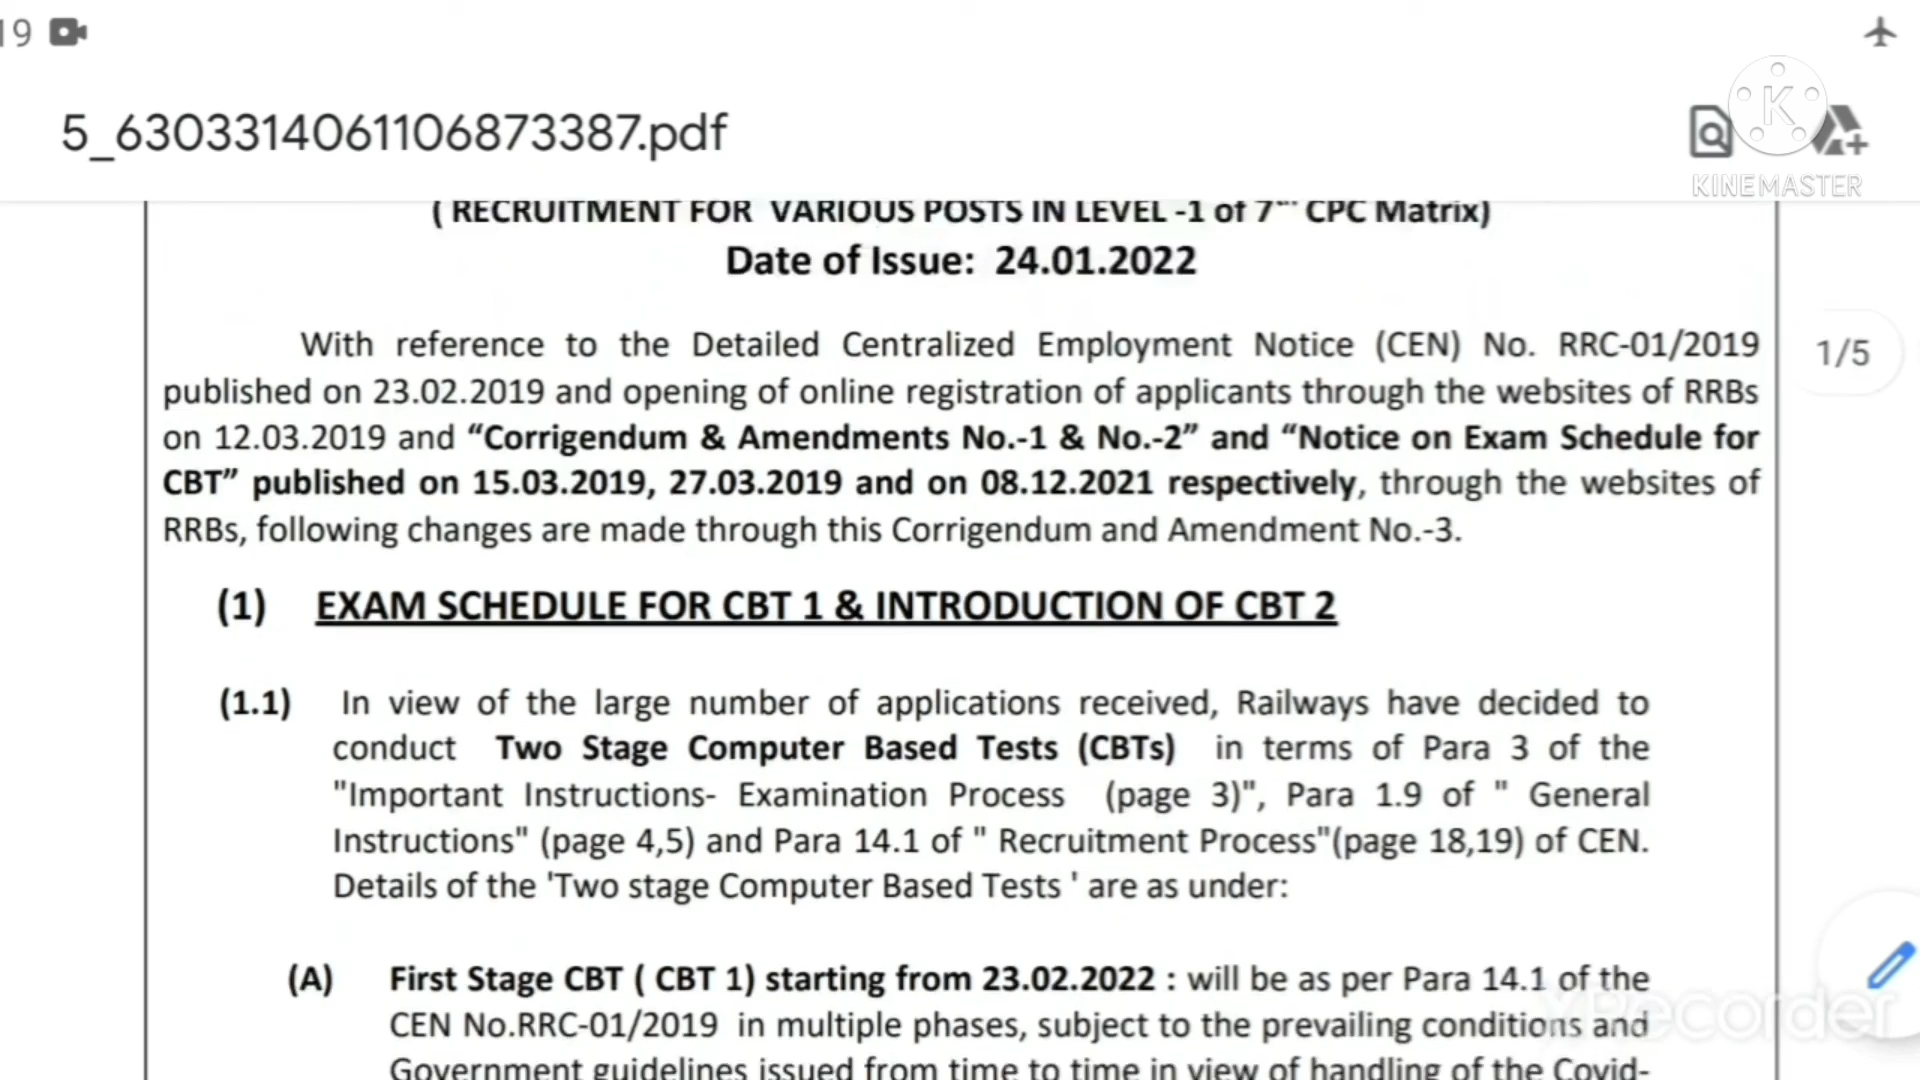 19
5_6303314061106873387.pdf
KINEMASTER
( RECRUITMENT FOR VARIOUS POSTS IN LEVEL -1 of 7th CPC Matrix)
Date of Issue: 24.01.2022
With reference to the Detailed Centralized Employment Notice (CEN) No. RRC-01/2019
1/5
published on 23.02.2019 and opening of online registration of applicants through the websites of RRBs
on 12.03.2019 and “Corrigendum & Amendments No.-1 & No.-2” and “Notice on Exam Schedule for
CBT” published on 15.03.2019, 27.03.2019 and on 08.12.2021 respectively, through the websites of
RRBs, following changes are made through this Corrigendum and Amendment No.-3.
(1) EXAM SCHEDULE FOR CBT 1 & INTRODUCTION OF CBT 2
(1.1) In view of the large number of applications received, Railways have decided to
conduct Two Stage Computer Based Tests (CBTs) in terms of Para 3 of the
"Important Instructions- Examination Process (page 3)", Para 1.9 of " General
Instructions" (page 4,5) and Para 14.1 of " Recruitment Process"(page 18,19) of CEN.
Details of the 'Two stage Computer Based Tests ' are as under:
(A) First Stage CBT ( CBT 1) starting from 23.02.2022 : will be as per Para 14.1 of the
CEN No.RRC-01/2019 in multiple phases, subject to the prevailing conditions and
XRecorder
Government guidelines issued from time to time in view of handling of the Covid-